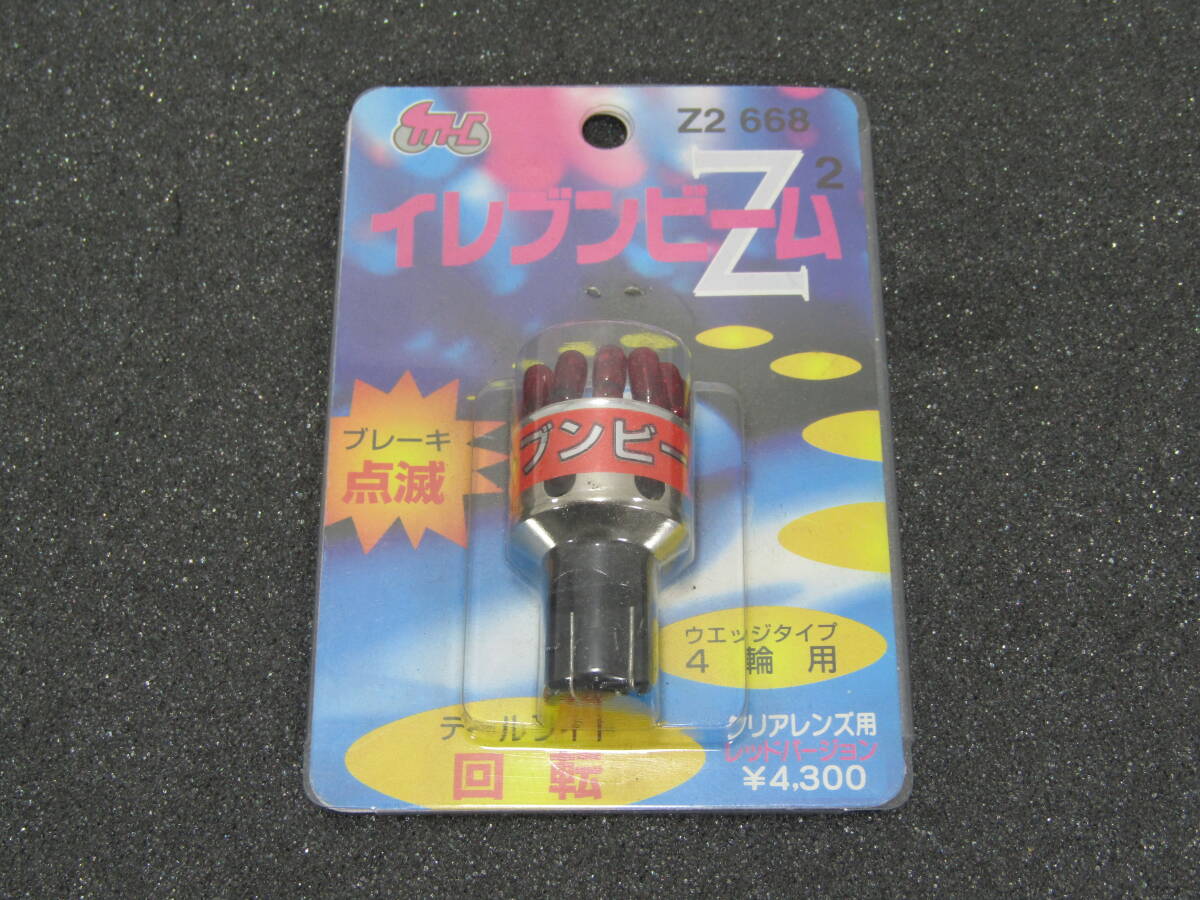 MHC
Z2 668
イレブンビーム Z2
ブレーキ
点滅
ブンビー
ウエッジタイプ
4輪用
テールライト
回転
クリアレンズ用
レッドバージョン
¥4,300